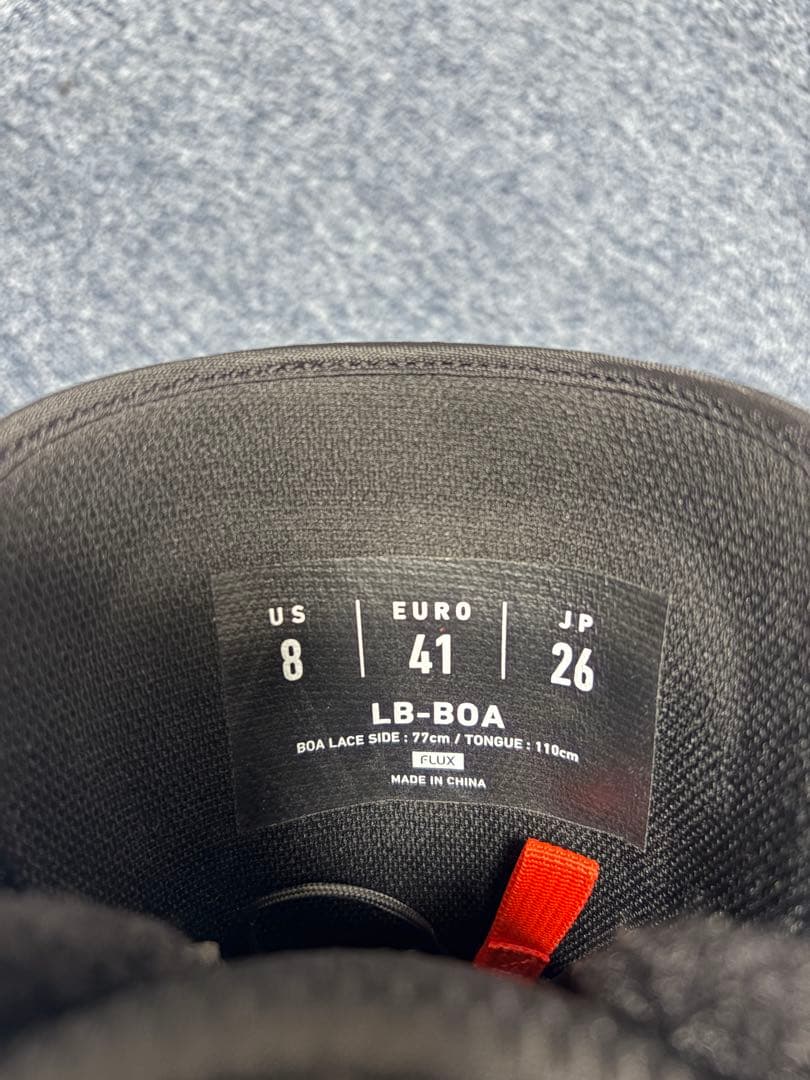 US | EURO | JP
8 | 41 | 26
LB-BOA
BOA LACE SIDE : 77cm / TONGUE : 110cm
FLUX
MADE IN CHINA